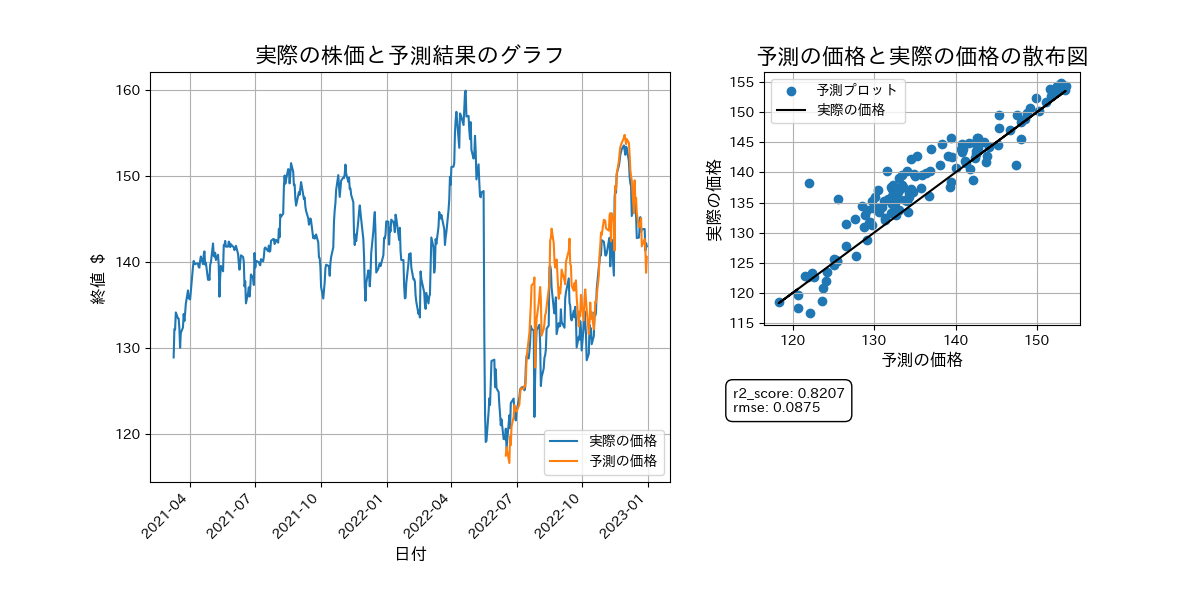 実際の株価と予測結果のグラフ
終値 $
160
150
140
130
120
2021-04
2021-07
2021-10
2022-01
2022-04
2022-07
2022-10
2023-01
日付
実際の価格
予測の価格
予測の価格と実際の価格の散布図
実際の価格
155
150
145
140
135
130
125
120
115
120
130
140
150
予測の価格
予測プロット
実際の価格
r2_score: 0.8207
rmse: 0.0875